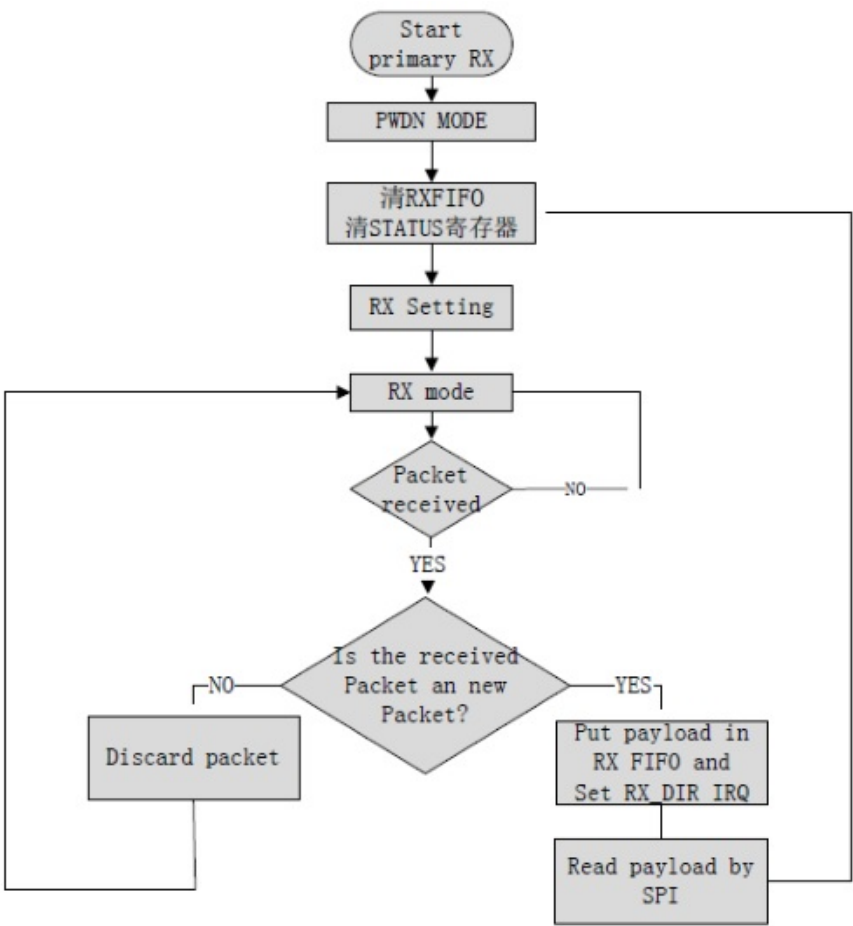 Start
primary RX
PWDN MODE
清RXFIFO
清STATUS寄存器
RX Setting
RX mode
Packet
received
NO
YES
Is the received
Packet an new
Packet?
NO
YES
Discard packet
Put payload in
RX FIFO and
Set RX_DIR IRQ
Read payload by
SPI